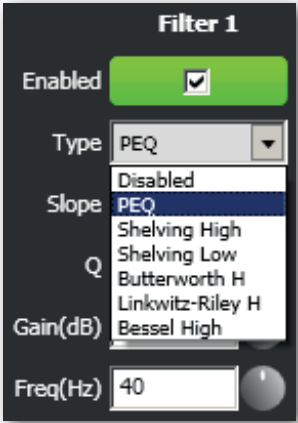 Filter 1
Enabled
Type PEQ
Disabled
Slope PEQ
Shelving High
Shelving Low
Q
Butterworth H
Linkwitz-Riley H
Gain(dB) Bessel High
Freq(Hz) 40